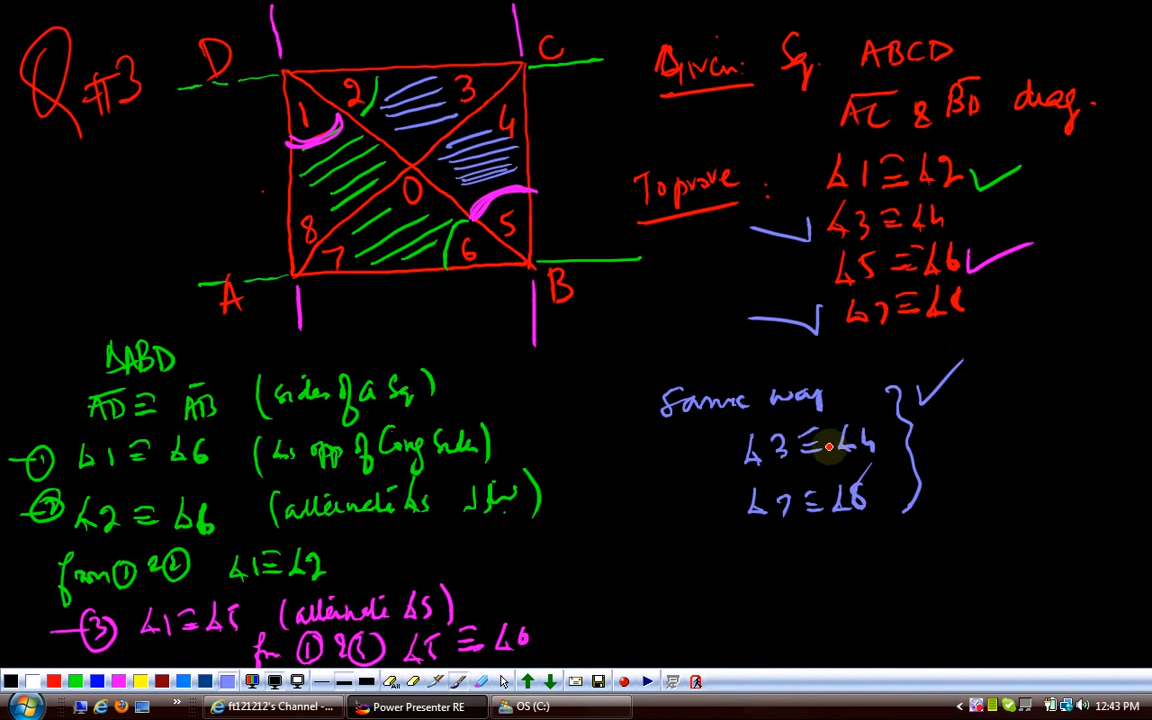 Q #3
D
C
1
2
3
4
5
6
7
8
O
A
B
Given: Sq. ABCD
AC & BD diag.
To prove :
∠1 ≅ ∠2
∠3 ≅ ∠4
∠5 ≅ ∠6
∠7 ≅ ∠8
ΔABD
AD ≅ AB (sides of a Sq)
① ∠1 ≅ ∠6 (∠s opp of Cong Sides)
② ∠2 ≅ ∠6 (alternate ∠s)
from ① & ② ∠1 ≅ ∠2
③ ∠1 ≅ ∠5 (alternate ∠s)
from ① & ③ ∠5 ≅ ∠6
Same way
∠3 ≅ ∠4
∠7 ≅ ∠8
ft121212's Channel - ...
Power Presenter RE
OS (C:)
12:43 PM